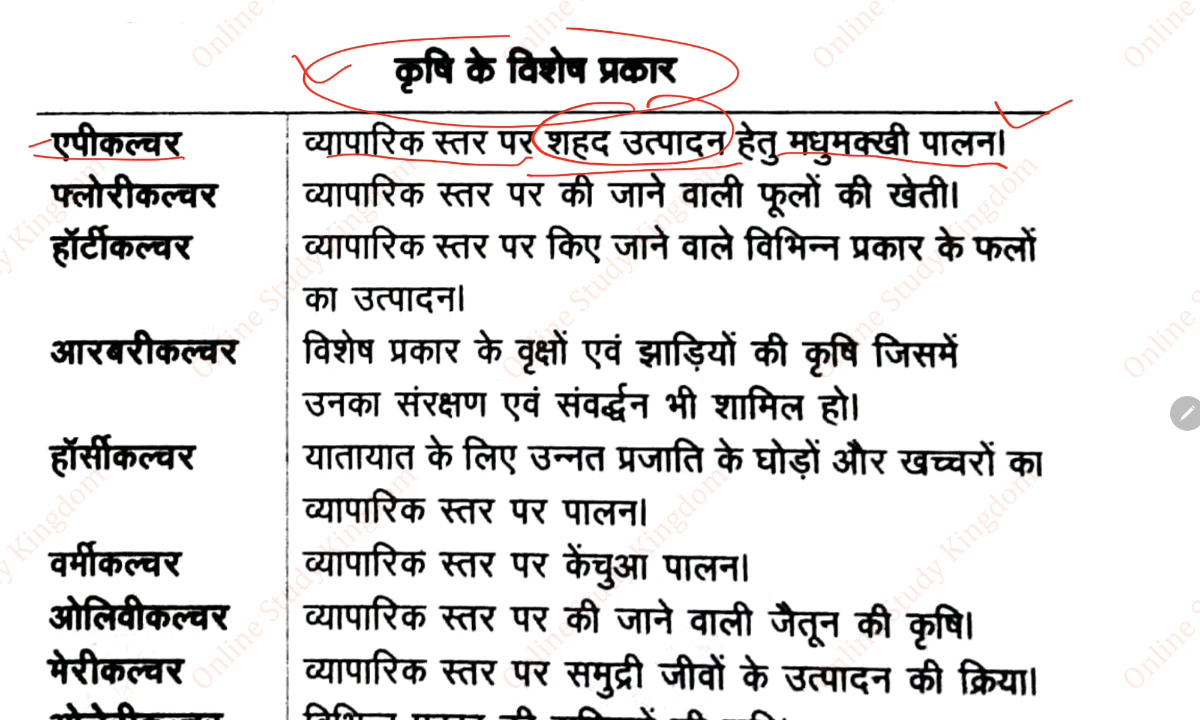 कृषि के विशेष प्रकार
एपीकल्चर व्यापारिक स्तर पर शहद उत्पादन हेतु मधुमक्खी पालन।
फ्लोरीकल्चर व्यापारिक स्तर पर की जाने वाली फूलों की खेती।
हॉर्टीकल्चर व्यापारिक स्तर पर किए जाने वाले विभिन्न प्रकार के फलों
का उत्पादन।
आरबरीकल्चर विशेष प्रकार के वृक्षों एवं झाड़ियों की कृषि जिसमें
उनका संरक्षण एवं संवर्द्धन भी शामिल हो।
हॉर्सीकल्चर यातायात के लिए उन्नत प्रजाति के घोड़ों और खच्चरों का
व्यापारिक स्तर पर पालन।
वर्मीकल्चर व्यापारिक स्तर पर केंचुआ पालन।
ओलिवीकल्चर व्यापारिक स्तर पर की जाने वाली जैतून की कृषि।
मेरीकल्चर व्यापारिक स्तर पर समुद्री जीवों के उत्पादन की क्रिया।
Online Study Kingdom